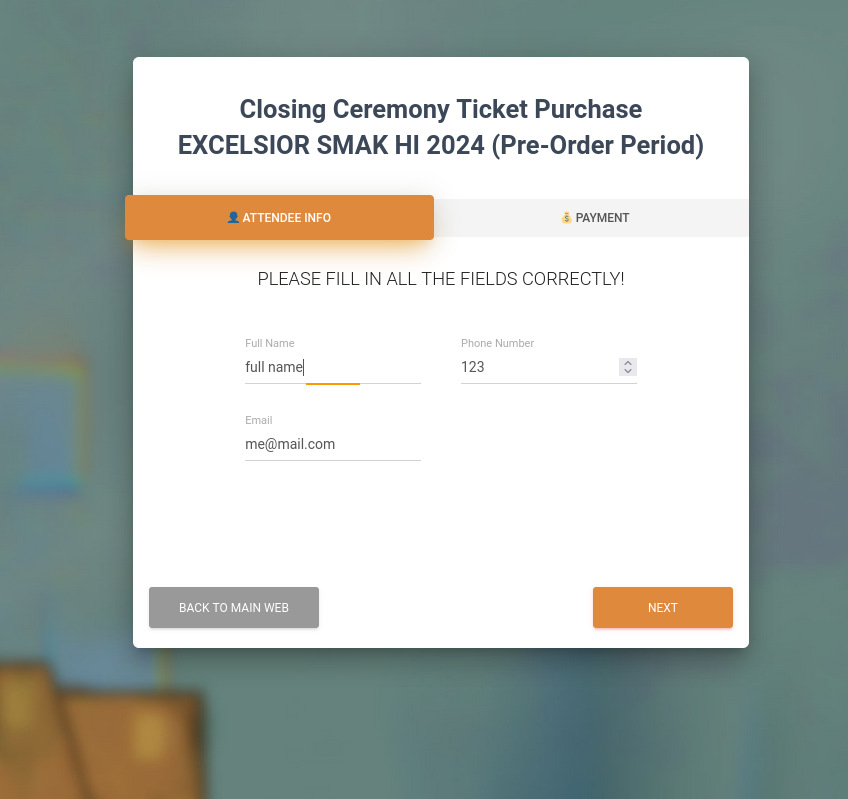 Closing Ceremony Ticket Purchase
EXCELSIOR SMAK HI 2024 (Pre-Order Period)
ATTENDEE INFO
PAYMENT
PLEASE FILL IN ALL THE FIELDS CORRECTLY!
Full Name
full name
Phone Number
123
Email
me@mail.com
BACK TO MAIN WEB
NEXT